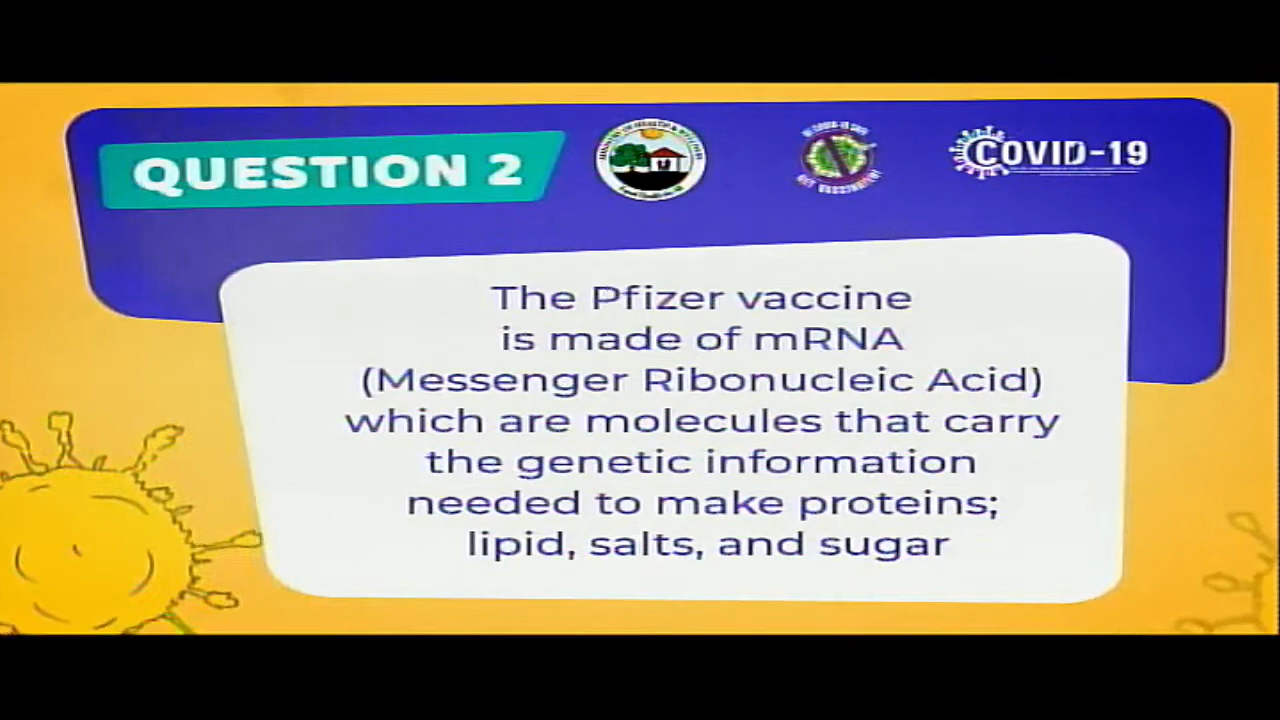 QUESTION 2
COVID-19
The Pfizer vaccine
is made of mRNA
(Messenger Ribonucleic Acid)
which are molecules that carry
the genetic information
needed to make proteins;
lipid, salts, and sugar